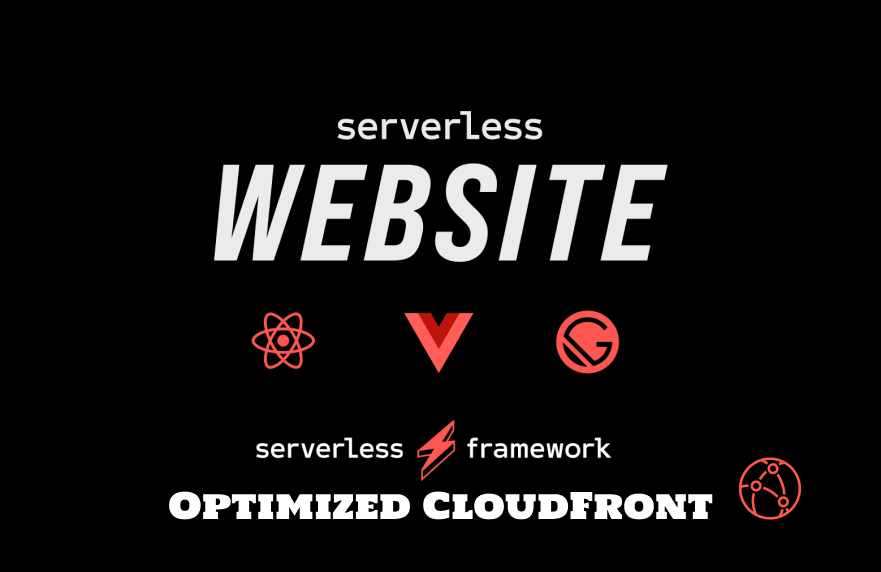 serverless
WEBSITE
serverless framework
Optimized CloudFront